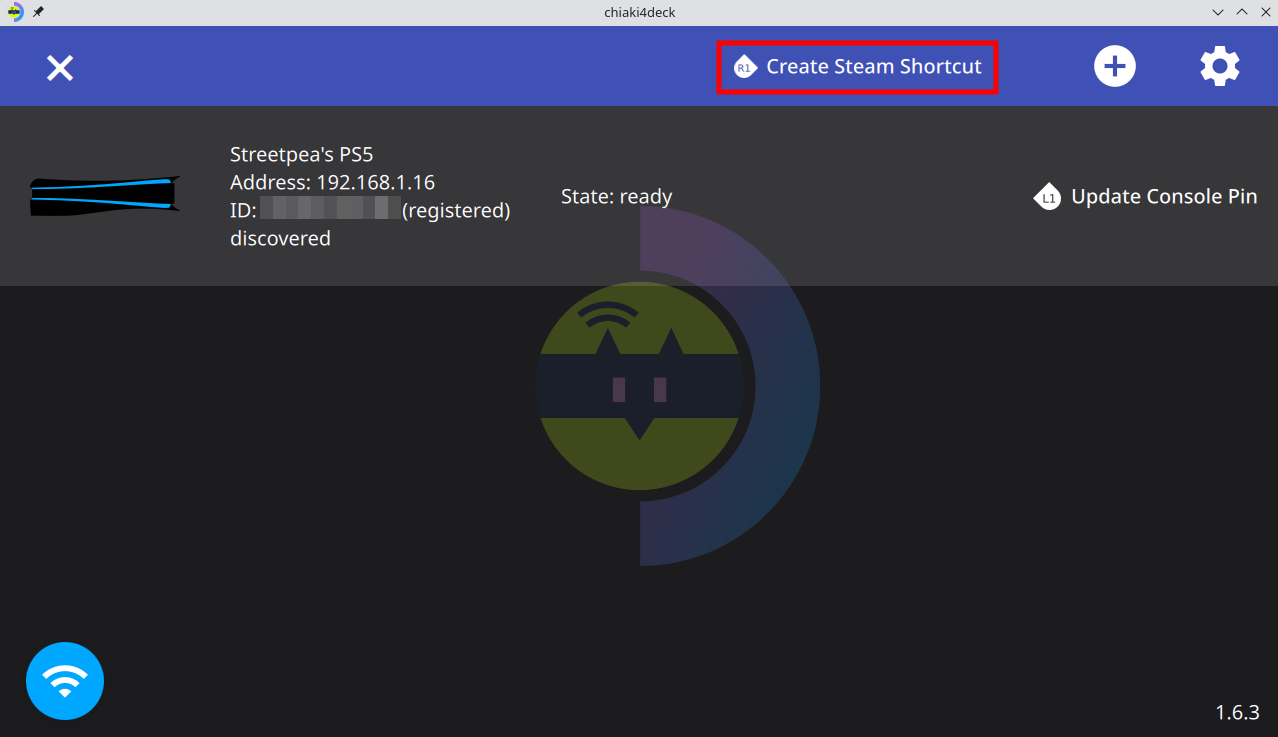 chiaki4deck
R1 Create Steam Shortcut
Streetpea's PS5
Address: 192.168.1.16
ID: (registered)
discovered
State: ready
L1 Update Console Pin
1.6.3